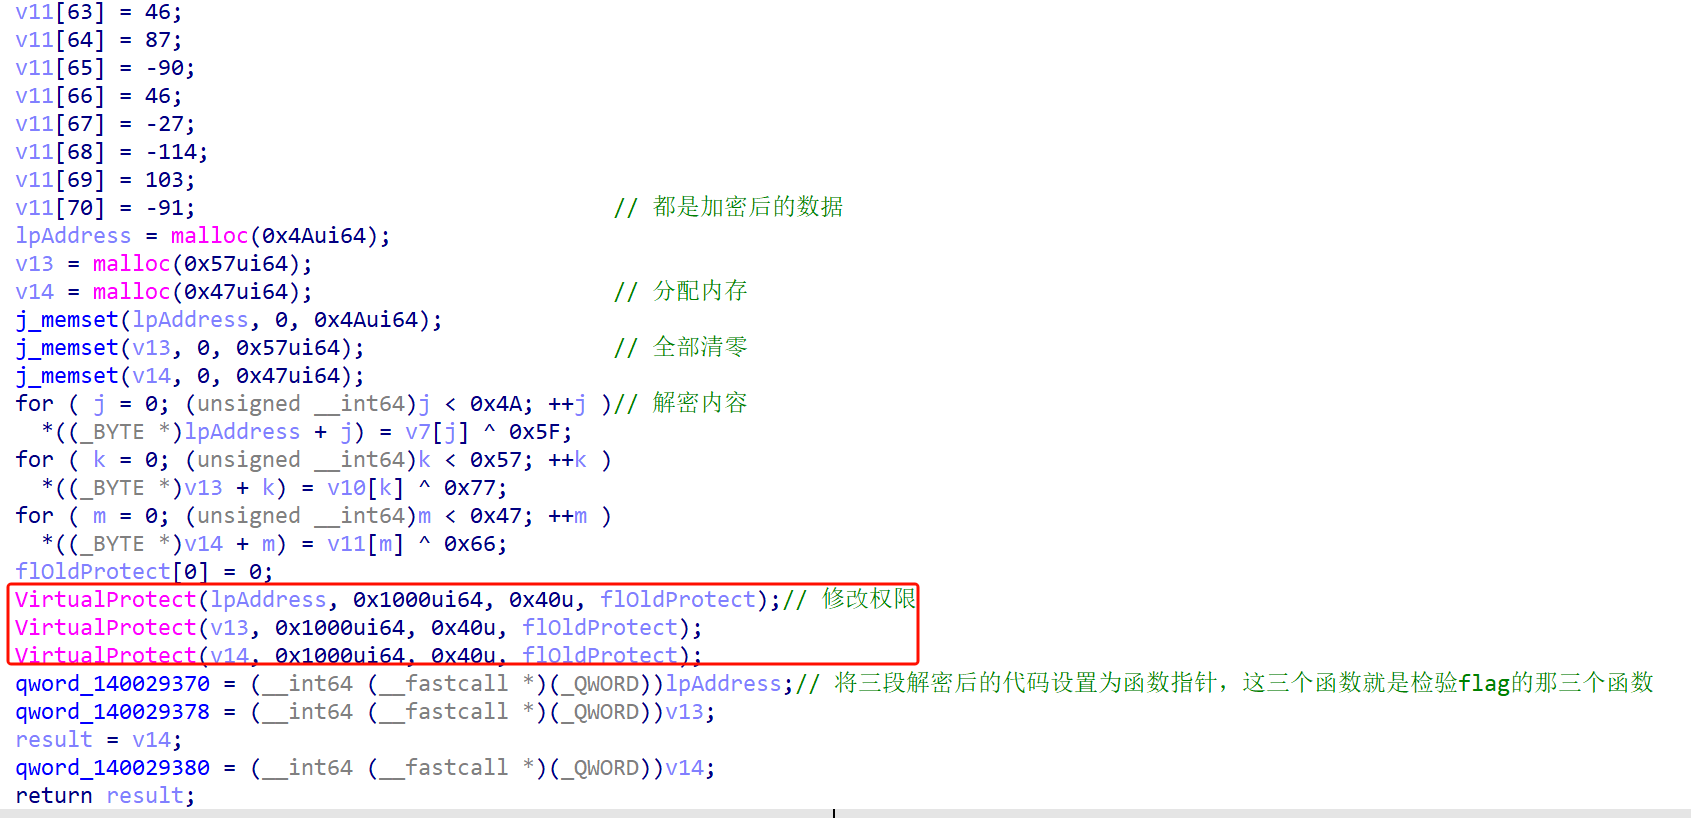 v11[63] = 46;
v11[64] = 87;
v11[65] = -90;
v11[66] = 46;
v11[67] = -27;
v11[68] = -114;
v11[69] = 103;
v11[70] = -91; // 都是加密后的数据
lpAddress = malloc(0x4Aui64);
v13 = malloc(0x57ui64);
v14 = malloc(0x47ui64); // 分配内存
j_memset(lpAddress, 0, 0x4Aui64);
j_memset(v13, 0, 0x57ui64); // 全部清零
j_memset(v14, 0, 0x47ui64);
for ( j = 0; (unsigned __int64)j < 0x4A; ++j )// 解密内容
*((_BYTE *)lpAddress + j) = v7[j] ^ 0x5F;
for ( k = 0; (unsigned __int64)k < 0x57; ++k )
*((_BYTE *)v13 + k) = v10[k] ^ 0x77;
for ( m = 0; (unsigned __int64)m < 0x47; ++m )
*((_BYTE *)v14 + m) = v11[m] ^ 0x66;
flOldProtect[0] = 0;
VirtualProtect(lpAddress, 0x1000ui64, 0x40u, flOldProtect);// 修改权限
VirtualProtect(v13, 0x1000ui64, 0x40u, flOldProtect);
VirtualProtect(v14, 0x1000ui64, 0x40u, flOldProtect);
qword_140029370 = (__int64 (__fastcall *)(_QWORD))lpAddress;// 将三段解密后的代码设置为函数指针，这三个函数就是检验flag的那三个函数
qword_140029378 = (__int64 (__fastcall *)(_QWORD))v13;
result = v14;
qword_140029380 = (__int64 (__fastcall *)(_QWORD))v14;
return result;